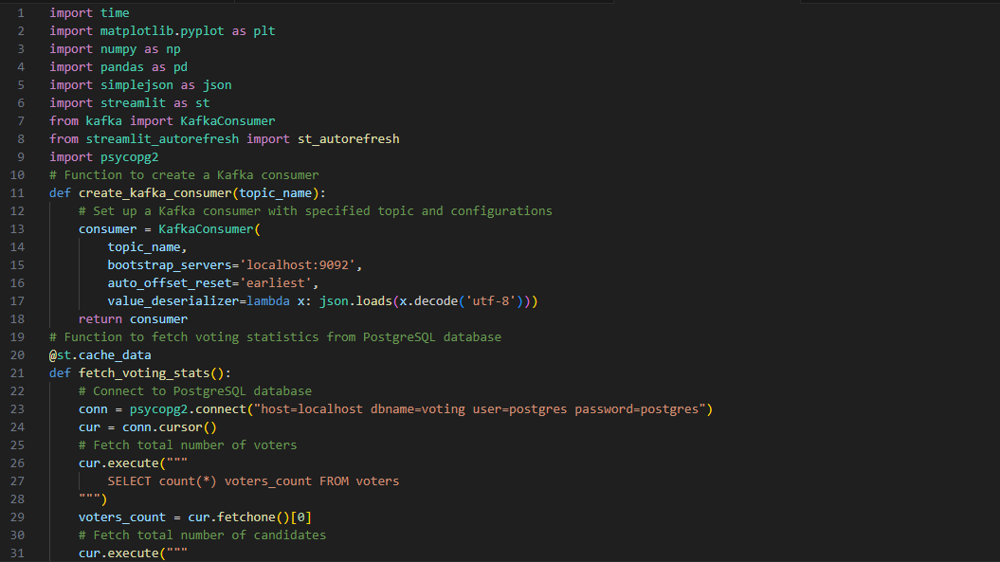 1 import time
2 import matplotlib.pyplot as plt
3 import numpy as np
4 import pandas as pd
5 import simplejson as json
6 import streamlit as st
7 from kafka import KafkaConsumer
8 from streamlit_autorefresh import st_autorefresh
9 import psycopg2
10 # Function to create a Kafka consumer
11 def create_kafka_consumer(topic_name):
12     # Set up a Kafka consumer with specified topic and configurations
13     consumer = KafkaConsumer(
14         topic_name,
15         bootstrap_servers='localhost:9092',
16         auto_offset_reset='earliest',
17         value_deserializer=lambda x: json.loads(x.decode('utf-8')))
18     return consumer
19 # Function to fetch voting statistics from PostgreSQL database
20 @st.cache_data
21 def fetch_voting_stats():
22     # Connect to PostgreSQL database
23     conn = psycopg2.connect("host=localhost dbname=voting user=postgres password=postgres")
24     cur = conn.cursor()
25     # Fetch total number of voters
26     cur.execute("""
27         SELECT count(*) voters_count FROM voters
28     """)
29     voters_count = cur.fetchone()[0]
30     # Fetch total number of candidates
31     cur.execute("""